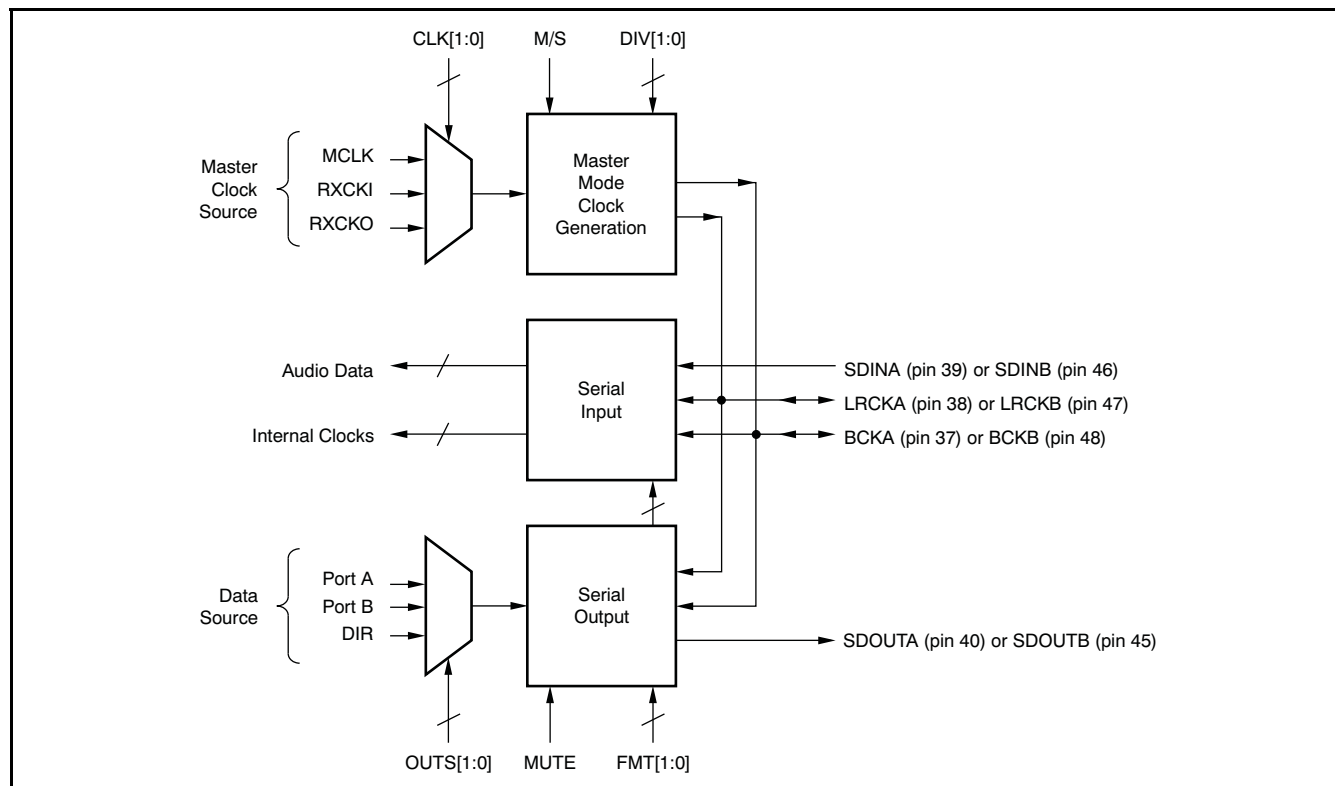 CLK[1:0]
M/S
DIV[1:0]
Master
Clock
Source
MCLK
RXCKI
RXCKO
Master
Mode
Clock
Generation
Audio Data
Internal Clocks
Serial
Input
SDINA (pin 39) or SDINB (pin 46)
LRCKA (pin 38) or LRCKB (pin 47)
BCKA (pin 37) or BCKB (pin 48)
Data
Source
Port A
Port B
DIR
Serial
Output
SDOUTA (pin 40) or SDOUTB (pin 45)
OUTS[1:0]
MUTE
FMT[1:0]